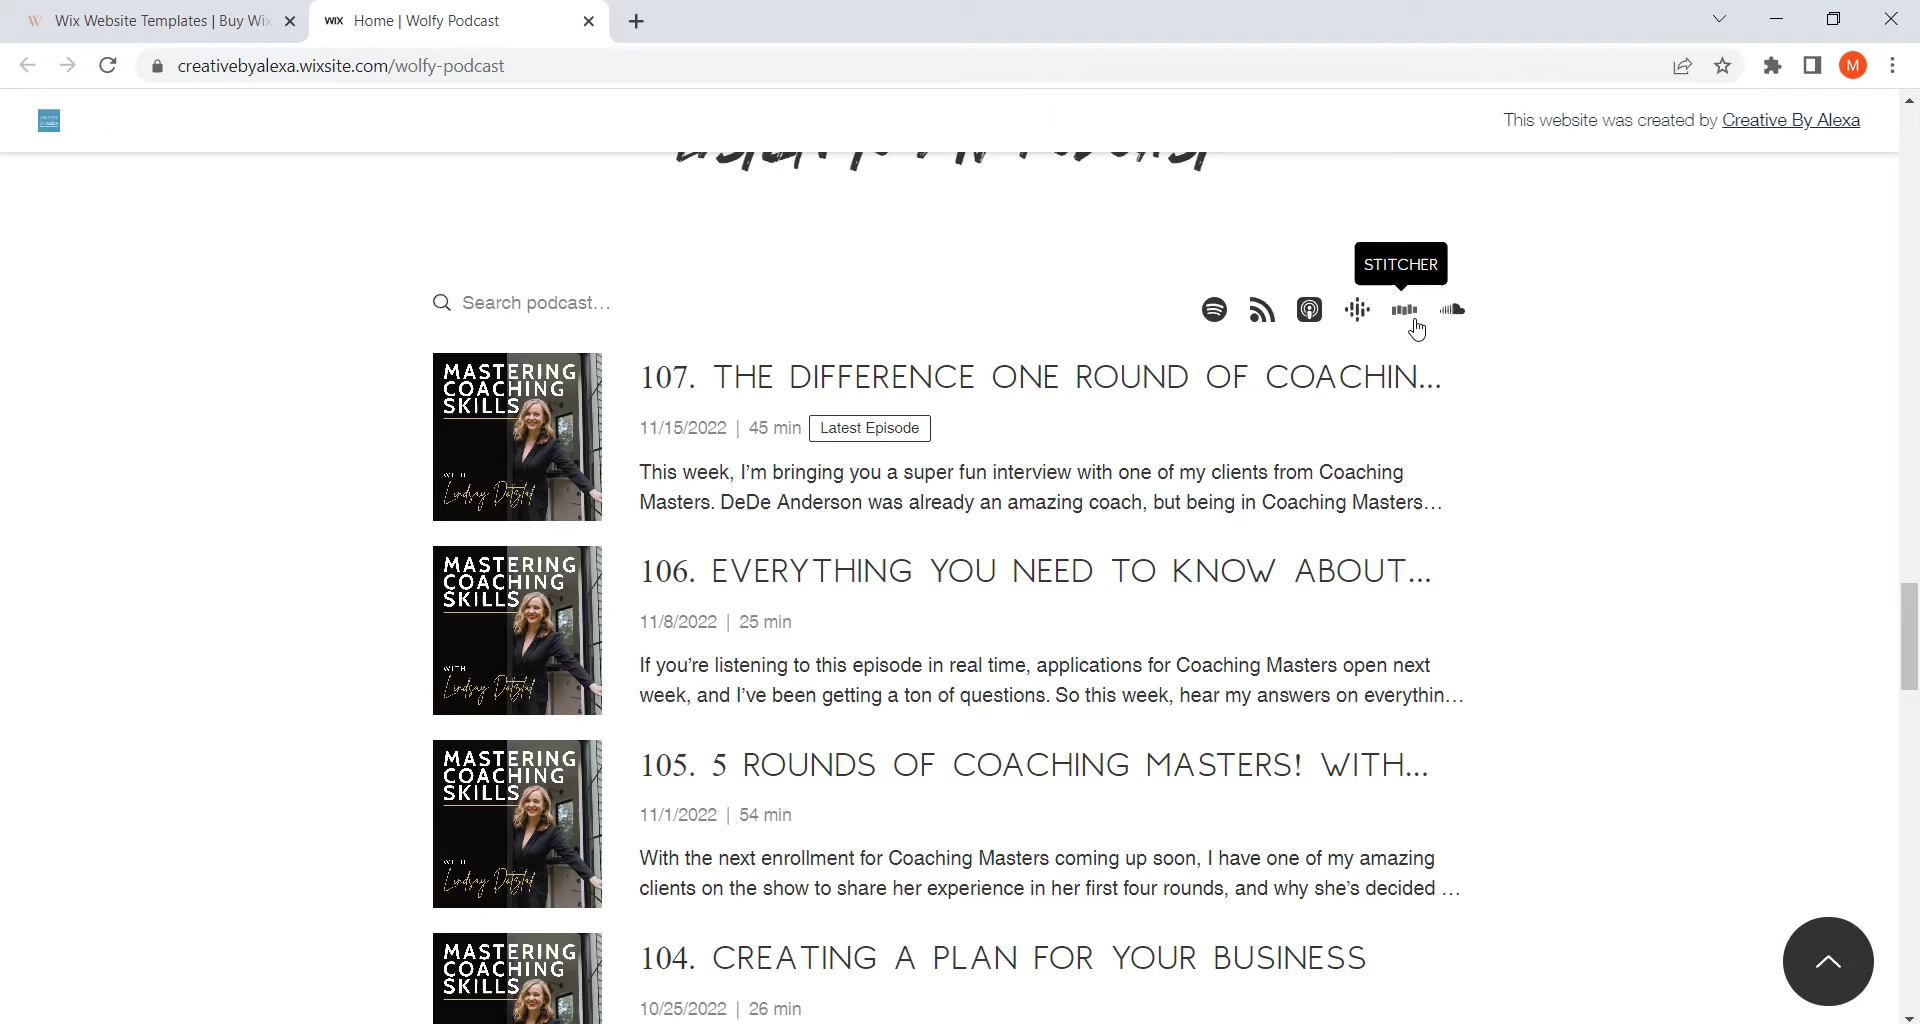 Wix Website Templates | Buy Wix
WIX Home | Wolfy Podcast
creativebyalexa.wixsite.com/wolfy-podcast
M
This website was created by Creative By Alexa
STITCHER
Search podcast...
MASTERING
COACHING
SKILLS
WITH
107. THE DIFFERENCE ONE ROUND OF COACHIN...
11/15/2022 | 45 min Latest Episode
This week, I'm bringing you a super fun interview with one of my clients from Coaching
Masters. DeDe Anderson was already an amazing coach, but being in Coaching Masters...
MASTERING
COACHING
SKILLS
WITH
106. EVERYTHING YOU NEED TO KNOW ABOUT...
11/8/2022 | 25 min
If you're listening to this episode in real time, applications for Coaching Masters open next
week, and I've been getting a ton of questions. So this week, hear my answers on everythin...
MASTERING
COACHING
SKILLS
WITH
105. 5 ROUNDS OF COACHING MASTERS! WITH...
11/1/2022 | 54 min
With the next enrollment for Coaching Masters coming up soon, I have one of my amazing
clients on the show to share her experience in her first four rounds, and why she's decided ...
MASTERING
COACHING
SKILLS
104. CREATING A PLAN FOR YOUR BUSINESS
10/25/2022 | 26 min